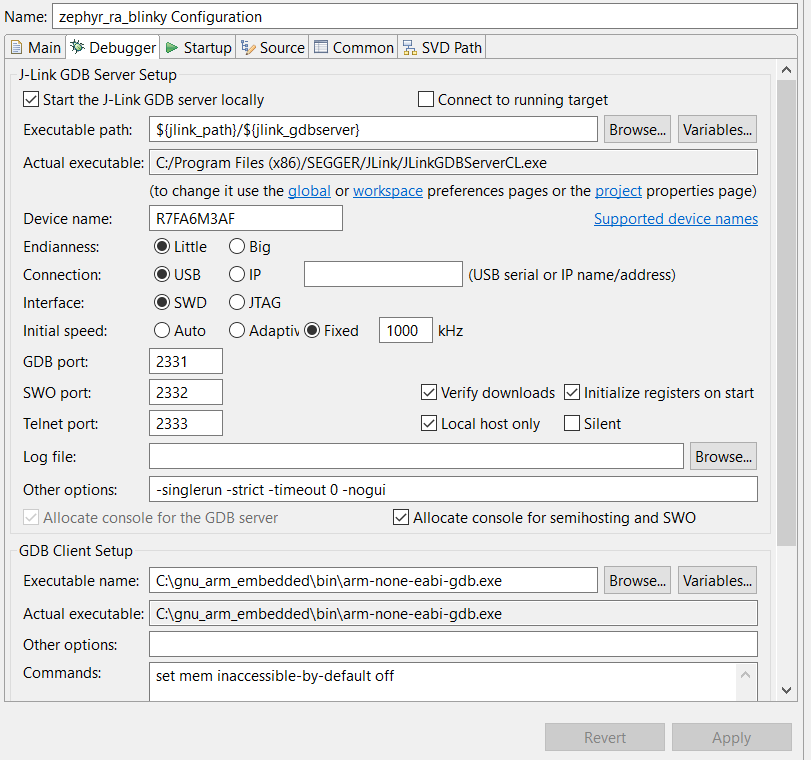 Name: zephyr_ra_blinky Configuration
Main Debugger Startup Source Common SVD Path
J-Link GDB Server Setup
Start the J-Link GDB server locally Connect to running target
Executable path: ${jlink_path}/${jlink_gdbserver} Browse... Variables...
Actual executable: C:/Program Files (x86)/SEGGER/JLink/JLinkGDBServerCL.exe
(to change it use the global or workspace preferences pages or the project properties page)
Device name: R7FA6M3AF Supported device names
Endianness: Little Big
Connection: USB IP (USB serial or IP name/address)
Interface: SWD JTAG
Initial speed: Auto Adaptiv Fixed 1000 kHz
GDB port: 2331
SWO port: 2332 Verify downloads Initialize registers on start
Telnet port: 2333 Local host only Silent
Log file: Browse...
Other options: -singlerun -strict -timeout 0 -nogui
Allocate console for the GDB server Allocate console for semihosting and SWO
GDB Client Setup
Executable name: C:\gnu_arm_embedded\bin\arm-none-eabi-gdb.exe Browse... Variables...
Actual executable: C:\gnu_arm_embedded\bin\arm-none-eabi-gdb.exe
Other options:
Commands: set mem inaccessible-by-default off
Revert Apply